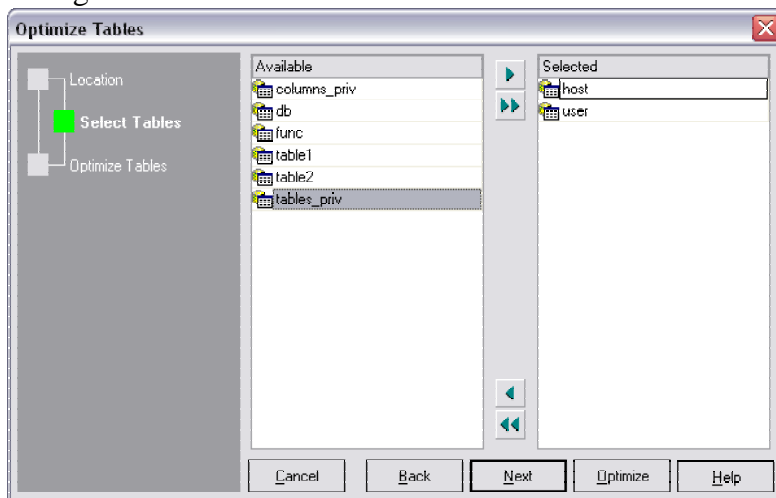 Optimize Tables
Location
Select Tables
Optimize Tables
Available
columns_priv
db
func
table1
table2
tables_priv
Selected
host
user
Cancel
Back
Next
Optimize
Help